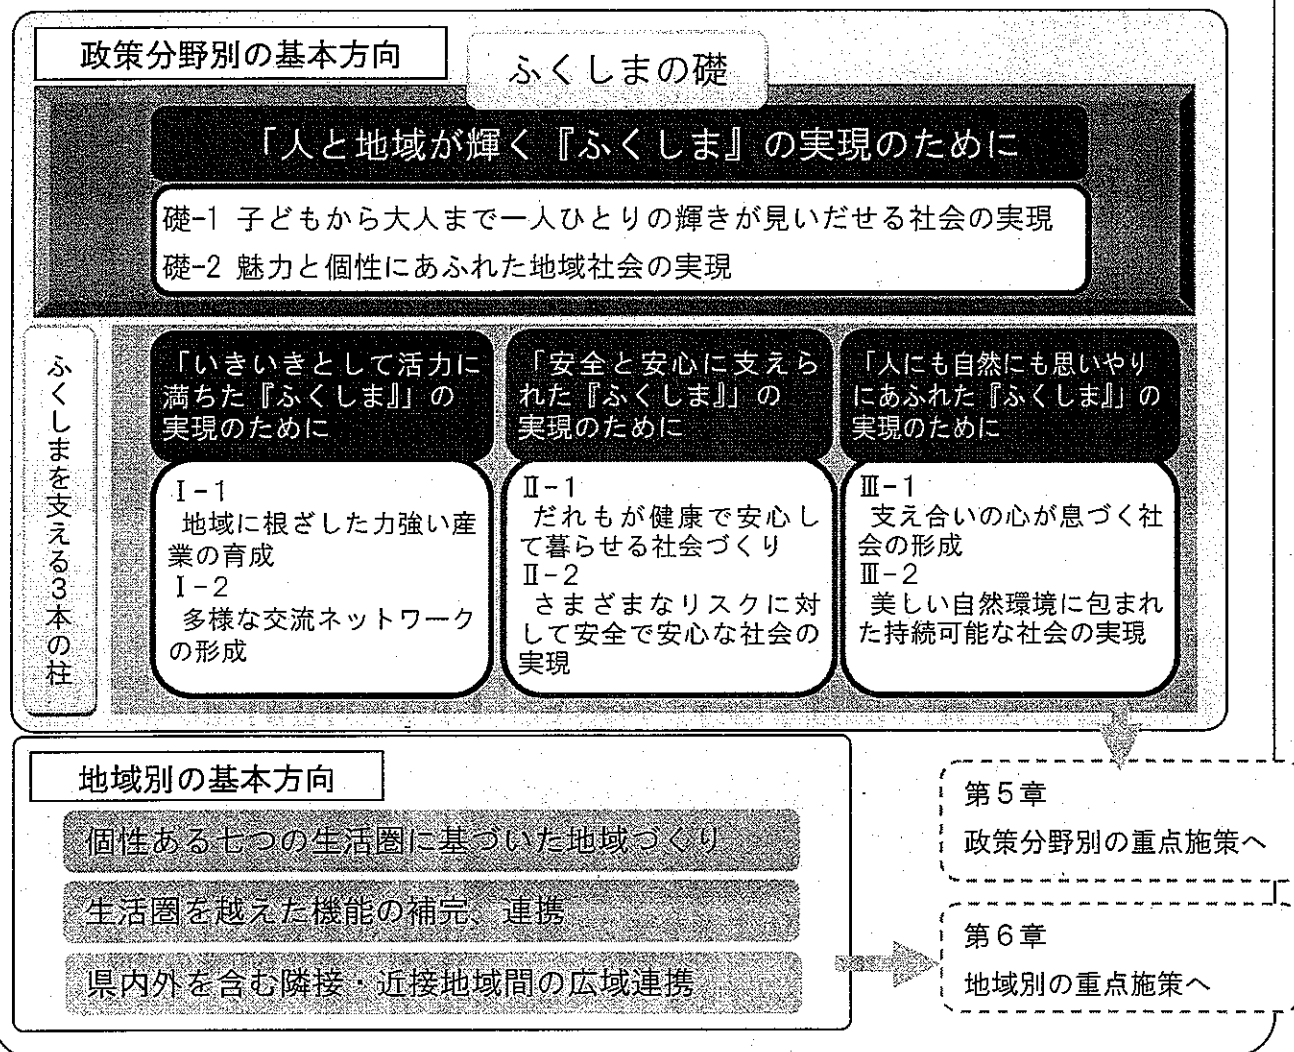 政策分野別の基本方向
ふくしまの礎
「人と地域が輝く『ふくしま』の実現のために
礎-1 子どもから大人まで一人ひとりの輝きが見いだせる社会の実現
礎-2 魅力と個性にあふれた地域社会の実現
ふくしまを支える3本の柱
「いきいきとして活力に
満ちた『ふくしま』」の
実現のために
Ⅰ-1
地域に根ざした力強い産
業の育成
Ⅰ-2
多様な交流ネットワーク
の形成
「安全と安心に支えら
れた『ふくしま』」の
実現のために
Ⅱ-1
だれもが健康で安心し
て暮らせる社会づくり
Ⅱ-2
さまざまなリスクに対
して安全で安心な社会の
実現
「人にも自然にも思いやり
にあふれた『ふくしま』」の
実現のために
Ⅲ-1
支え合いの心が息づく社
会の形成
Ⅲ-2
美しい自然環境に包まれ
た持続可能な社会の実現
地域別の基本方向
個性ある七つの生活圏に基づいた地域づくり
生活圏を越えた機能の補完、連携
県内外を含む隣接・近接地域間の広域連携
第5章
政策分野別の重点施策へ
第6章
地域別の重点施策へ